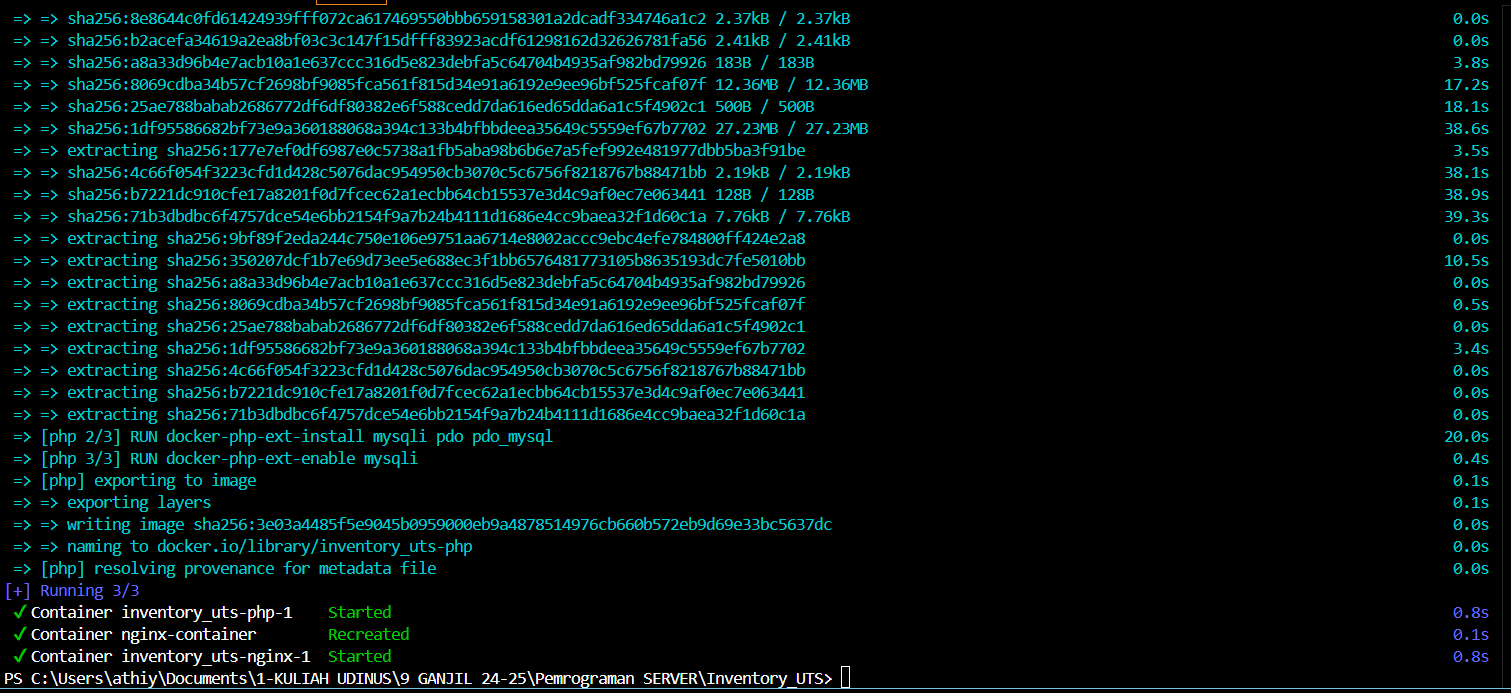 => => sha256:8e8644c0fd61424939fff072ca617469550bbb659158301a2dcadf334746a1c2 2.37kB / 2.37kB 0.0s
=> => sha256:b2acefa34619a2ea8bf03c3c147f15dfff83923acdf61298162d32626781fa56 2.41kB / 2.41kB 0.0s
=> => sha256:a8a33d96b4e7acb10a1e637ccc316d5e823debfa5c64704b4935af982bd79926 183B / 183B 3.8s
=> => sha256:8069cdba34b57cf2698bf9085fca561f815d34e91a6192e9ee96bf525fcaf07f 12.36MB / 12.36MB 17.2s
=> => sha256:25ae788babab2686772df6df80382e6f588cedd7da616ed65dda6a1c5f4902c1 500B / 500B 18.1s
=> => sha256:1df95586682bf73e9a360188068a394c133b4bfbbdeea35649c5559ef67b7702 27.23MB / 27.23MB 38.6s
=> => extracting sha256:177e7ef0df6987e0c5738a1fb5aba98b6b6e7a5fef992e481977dbb5ba3f91be 3.5s
=> => sha256:4c66f054f3223cfd1d428c5076dac954950cb3070c5c6756f8218767b88471bb 2.19kB / 2.19kB 38.1s
=> => sha256:b7221dc910cfe17a8201f0d7fcec62a1ecbb64cb15537e3d4c9af0ec7e063441 128B / 128B 38.9s
=> => sha256:71b3dbdbc6f4757dce54e6bb2154f9a7b24b4111d1686e4cc9baea32f1d60c1a 7.76kB / 7.76kB 39.3s
=> => extracting sha256:9bf89f2eda244c750e106e9751aa6714e8002accc9ebc4efe784800ff424e2a8 0.0s
=> => extracting sha256:350207dcf1b7e69d73ee5e688ec3f1bb6576481773105b8635193dc7fe5010bb 10.5s
=> => extracting sha256:a8a33d96b4e7acb10a1e637ccc316d5e823debfa5c64704b4935af982bd79926 0.0s
=> => extracting sha256:8069cdba34b57cf2698bf9085fca561f815d34e91a6192e9ee96bf525fcaf07f 0.5s
=> => extracting sha256:25ae788babab2686772df6df80382e6f588cedd7da616ed65dda6a1c5f4902c1 0.0s
=> => extracting sha256:1df95586682bf73e9a360188068a394c133b4bfbbdeea35649c5559ef67b7702 3.4s
=> => extracting sha256:4c66f054f3223cfd1d428c5076dac954950cb3070c5c6756f8218767b88471bb 0.0s
=> => extracting sha256:b7221dc910cfe17a8201f0d7fcec62a1ecbb64cb15537e3d4c9af0ec7e063441 0.0s
=> => extracting sha256:71b3dbdbc6f4757dce54e6bb2154f9a7b24b4111d1686e4cc9baea32f1d60c1a 0.0s
=> [php 2/3] RUN docker-php-ext-install mysqli pdo pdo_mysql 20.0s
=> [php 3/3] RUN docker-php-ext-enable mysqli 0.4s
=> [php] exporting to image 0.1s
=> => exporting layers 0.1s
=> => writing image sha256:3e03a4485f5e9045b0959000eb9a4878514976cb660b572eb9d69e33bc5637dc 0.0s
=> => naming to docker.io/library/inventory_uts-php 0.0s
=> [php] resolving provenance for metadata file 0.0s
[+] Running 3/3
✓ Container inventory_uts-php-1 Started 0.8s
✓ Container nginx-container Recreated 0.1s
✓ Container inventory_uts-nginx-1 Started 0.8s
PS C:\Users\athiy\Documents\1-KULIAH UDINUS\9 GANJIL 24-25\Pemrograman SERVER\Inventory_UTS>